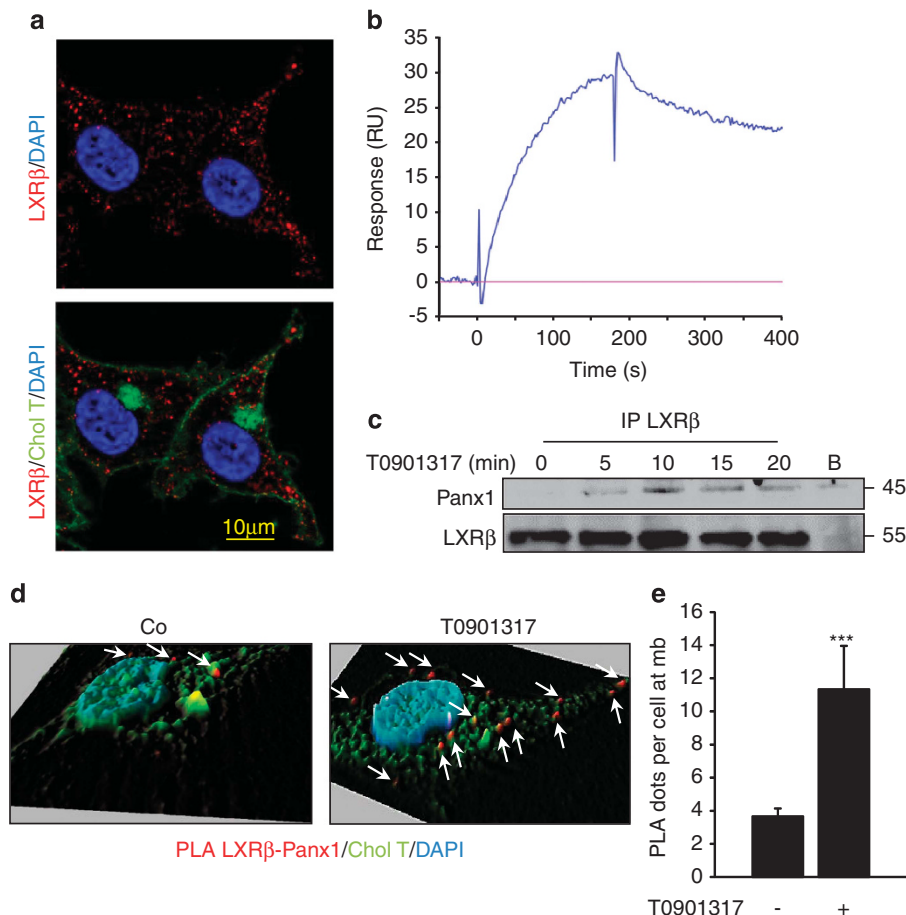 a
LXRβ/DAPI
LXRβ/Chol T/DAPI
10μm
b
Response (RU)
35
30
25
20
15
10
5
0
-5
0 100 200 300 400
Time (s)
c
IP LXRβ
T0901317 (min) 0 5 10 15 20 B
Panx1 45
LXRβ 55
d
Co T0901317
PLA LXRβ-Panx1/Chol T/DAPI
e
PLA dots per cell at mb
16
14
12
10
8
6
4
2
0
***
T0901317 - +